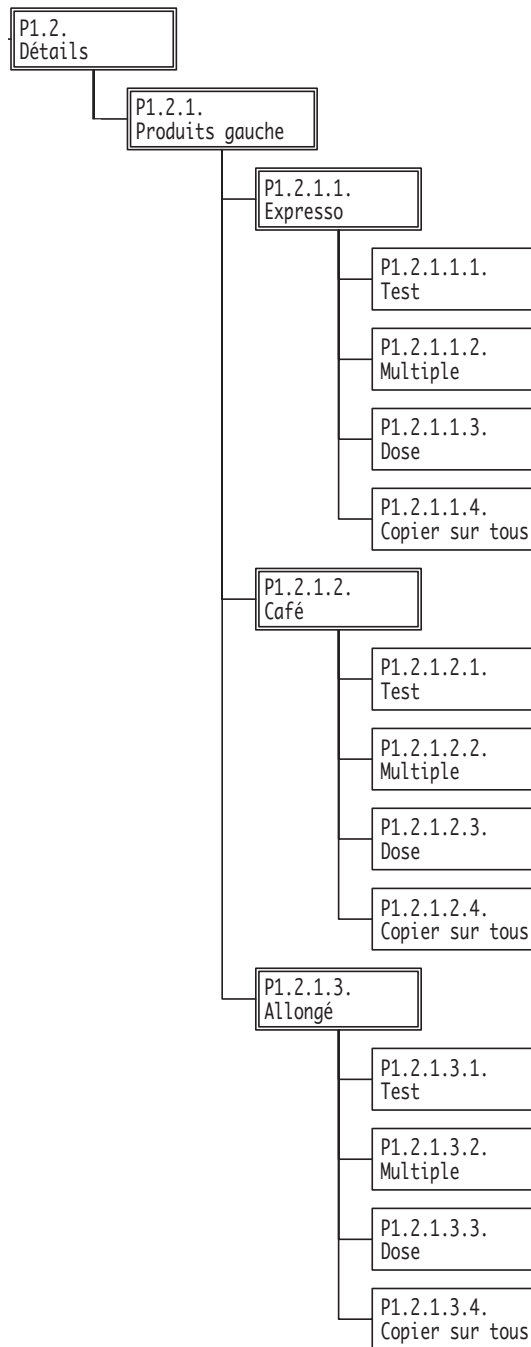 P1.2.
Détails
P1.2.1.
Produits gauche
P1.2.1.1.
Expresso
P1.2.1.1.1.
Test
P1.2.1.1.2.
Multiple
P1.2.1.1.3.
Dose
P1.2.1.1.4.
Copier sur tous
P1.2.1.2.
Café
P1.2.1.2.1.
Test
P1.2.1.2.2.
Multiple
P1.2.1.2.3.
Dose
P1.2.1.2.4.
Copier sur tous
P1.2.1.3.
Allongé
P1.2.1.3.1.
Test
P1.2.1.3.2.
Multiple
P1.2.1.3.3.
Dose
P1.2.1.3.4.
Copier sur tous